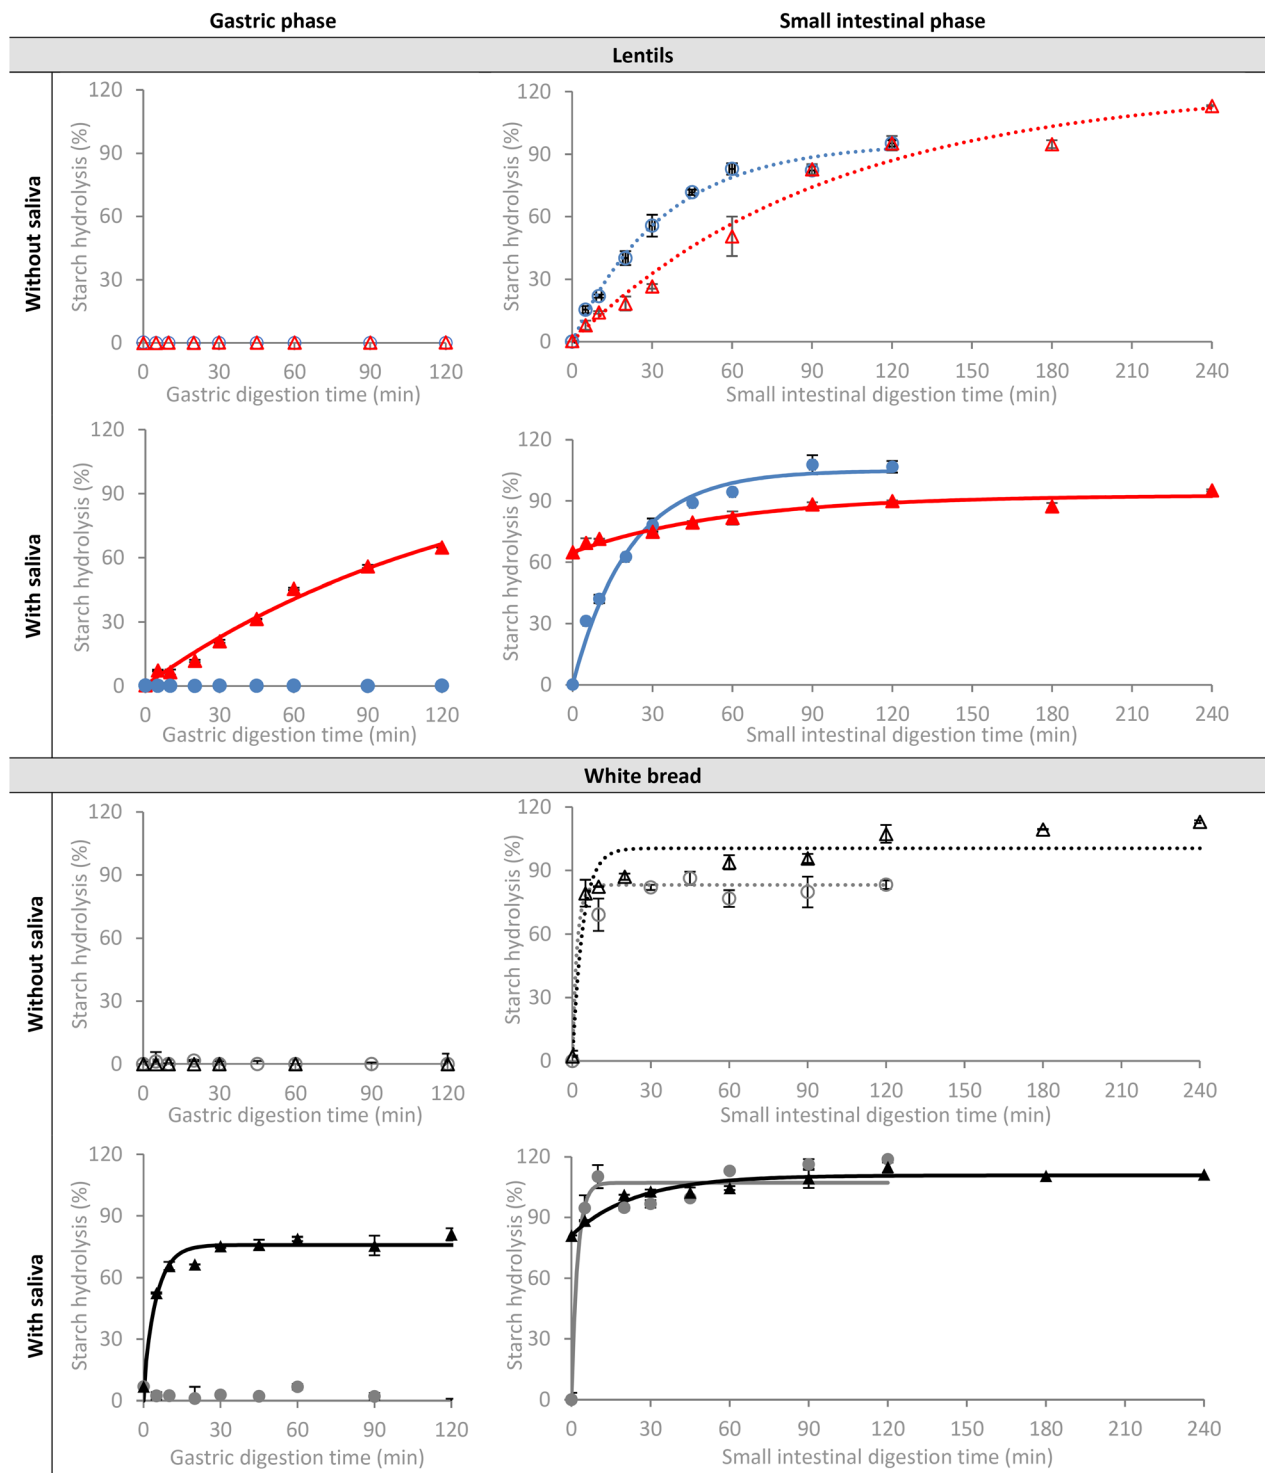 Gastric phase
Small intestinal phase
Lentils
Without saliva
Starch hydrolysis (%)
120
90
60
30
0
0 30 60 90 120
Gastric digestion time (min)
Starch hydrolysis (%)
120
90
60
30
0
0 30 60 90 120 150 180 210 240
Small intestinal digestion time (min)
With saliva
Starch hydrolysis (%)
120
90
60
30
0
0 30 60 90 120
Gastric digestion time (min)
Starch hydrolysis (%)
120
90
60
30
0
0 30 60 90 120 150 180 210 240
Small intestinal digestion time (min)
White bread
Without saliva
Starch hydrolysis (%)
120
90
60
30
0
0 30 60 90 120
Gastric digestion time (min)
Starch hydrolysis (%)
120
90
60
30
0
0 30 60 90 120 150 180 210 240
Small intestinal digestion time (min)
With saliva
Starch hydrolysis (%)
120
90
60
30
0
0 30 60 90 120
Gastric digestion time (min)
Starch hydrolysis (%)
120
90
60
30
0
0 30 60 90 120 150 180 210 240
Small intestinal digestion time (min)